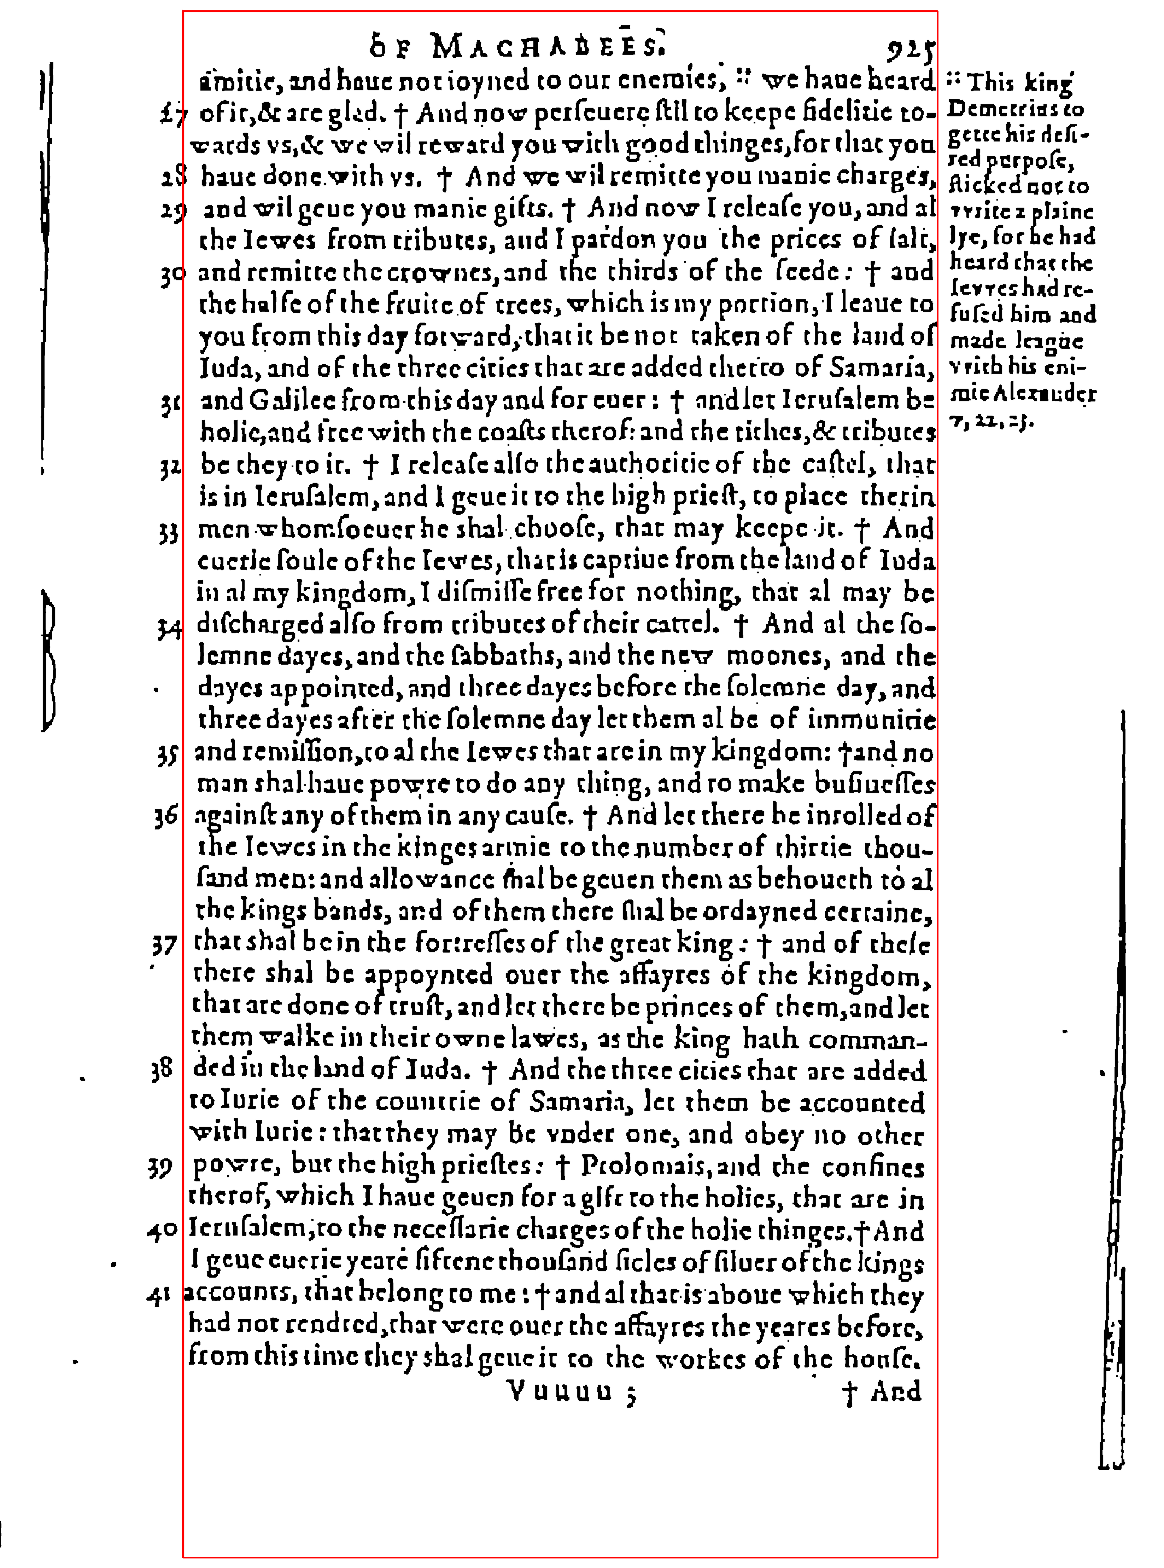 OF MACHABEES. 925
amitie, and haue not ioyned to our enemies, :: we haue heard
27 of it, & are glad. † And now perſeuere ſtil to keepe fidelitie to-
wards vs, & we wil reward you with good thinges, for that you
28 haue done with vs. † And we wil remitte you manie charges,
29 and wil geue you manie gifts. † And now I releaſe you, and al
the Iewes from tributes, and I pardon you the prices of ſalt,
30 and remitte the crownes, and the thirds of the ſeede: † and
the halfe of the fruite of trees, which is my portion, I leaue to
you from this day forward, that it be not taken of the land of
Iuda, and of the three cities that are added therto of Samaria,
31 and Galilee from this day and for euer: † and let Ieruſalem be
holie, and free with the coaſts therof: and the tithes, & tributes
32 be they to it. † I releaſe alſo the authoritie of the caſtel, that
is in Ieruſalem, and I geue it to the high prieſt, to place therin
33 men whomſoeuer he shal chooſe, that may keepe it. † And
euerie ſoule of the Iewes, that is captiue from the land of Iuda
in al my kingdom, I diſmiſſe free for nothing, that al may be
34 diſcharged alſo from tributes of their cattel. † And al the ſo-
lemne dayes, and the ſabbaths, and the new moones, and the
dayes appointed, and three dayes before the ſolemne day, and
three dayes after the ſolemne day let them al be of immunitie
35 and remiſſion, to al the Iewes that are in my kingdom: † and no
man shal haue powre to do any thing, and to make buſineſſes
36 againſt any of them in any cauſe. † And let there be inrolled of
the Iewes in the kinges armie to the number of thirtie thou-
ſand men: and allowance ſhal be geuen them as behoueth to al
the kings bands, and of them there ſhal be ordayned certaine,
37 that shal be in the fortreſſes of the great king: † and of theſe
there shal be appoynted ouer the affayres of the kingdom,
that are done of truſt, and let there be princes of them, and let
them walke in their owne lawes, as the king hath comman-
38 ded in the land of Iuda. † And the three cities that are added
to Iurie of the countrie of Samaria, let them be accounted
with Iurie: that they may be vnder one, and obey no other
39 powre, but the high prieſtes: † Ptolomais, and the confines
therof, which I haue geuen for a gift to the holies, that are in
40 Ieruſalem, to the neceſſarie charges of the holie thinges. † And
I geue euerie yeare fiftene thouſand ſicles of ſiluer of the kings
41 accounts, that belong to me: † and al that is aboue which they
had not rendred, that were ouer the affayres the yeares before,
from this time they shal geue it to the workes of the houſe.
Vuuuu 3 † And
:: This king
Demetrius to
gette his deſi-
red purpoſe,
ſticked not to
vvrite a plaine
lye, for he had
heard that the
Ievves had re-
fuſed him and
made league
vvith his eni-
mie Alexander
v, 22, 23.